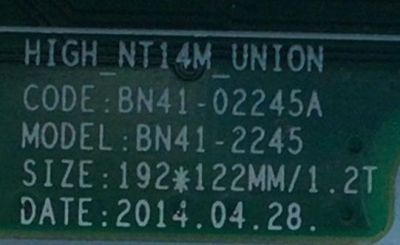 HIGH_NT14M_UNION
CODE:BN41-02245A
MODEL:BN41-2245
SIZE:192*122MM/1.2T
DATE:2014.04.28.